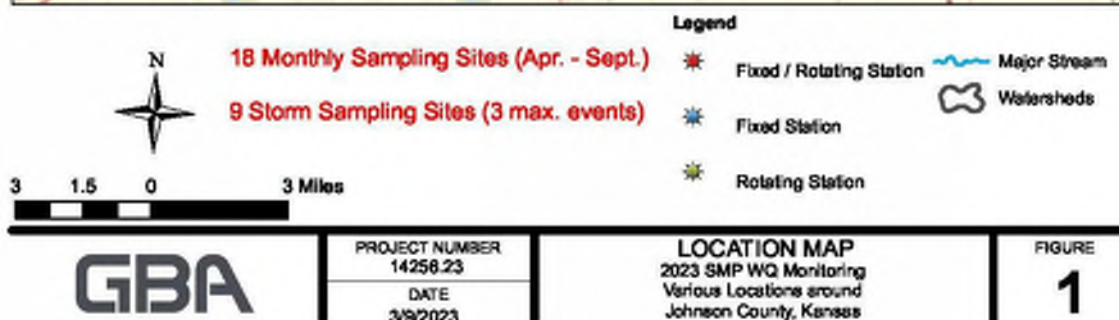 Legend
N
18 Monthly Sampling Sites (Apr. - Sept.)
9 Storm Sampling Sites (3 max. events)
Fixed / Rotating Station
Fixed Station
Rotating Station
Major Stream
Watersheds
3 1.5 0 3 Miles
GBA
PROJECT NUMBER
14256.23
DATE
3/9/2023
LOCATION MAP
2023 SMP WQ Monitoring
Various Locations around
Johnson County, Kansas
FIGURE
1